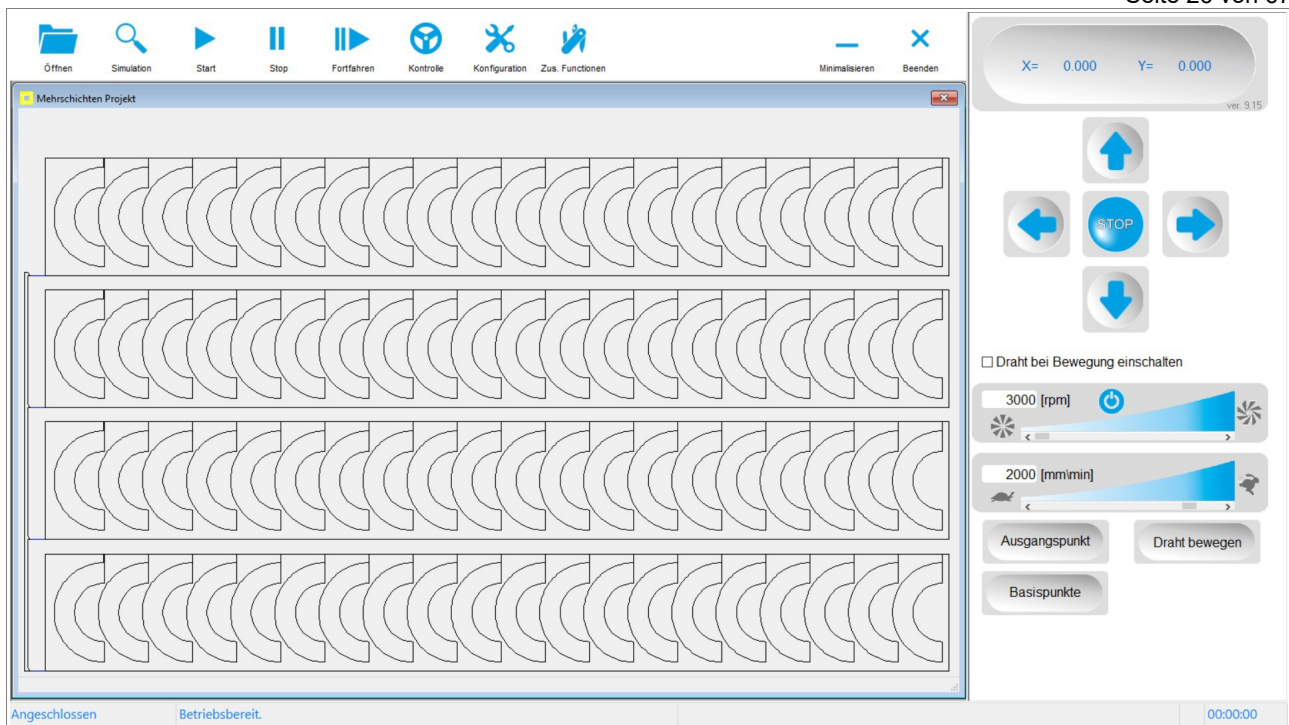 Öffnen Simulation Start Stop Fortfahren Kontrolle Konfiguration Zus. Functionen Minimalisieren Beenden
Mehrschichten Projekt
X= 0.000 Y= 0.000
ver. 9.15
STOP
Draht bei Bewegung einschalten
3000 [rpm]
2000 [mm\min]
Ausgangspunkt Draht bewegen
Basispunkte
Angeschlossen Betriebsbereit. 00:00:00